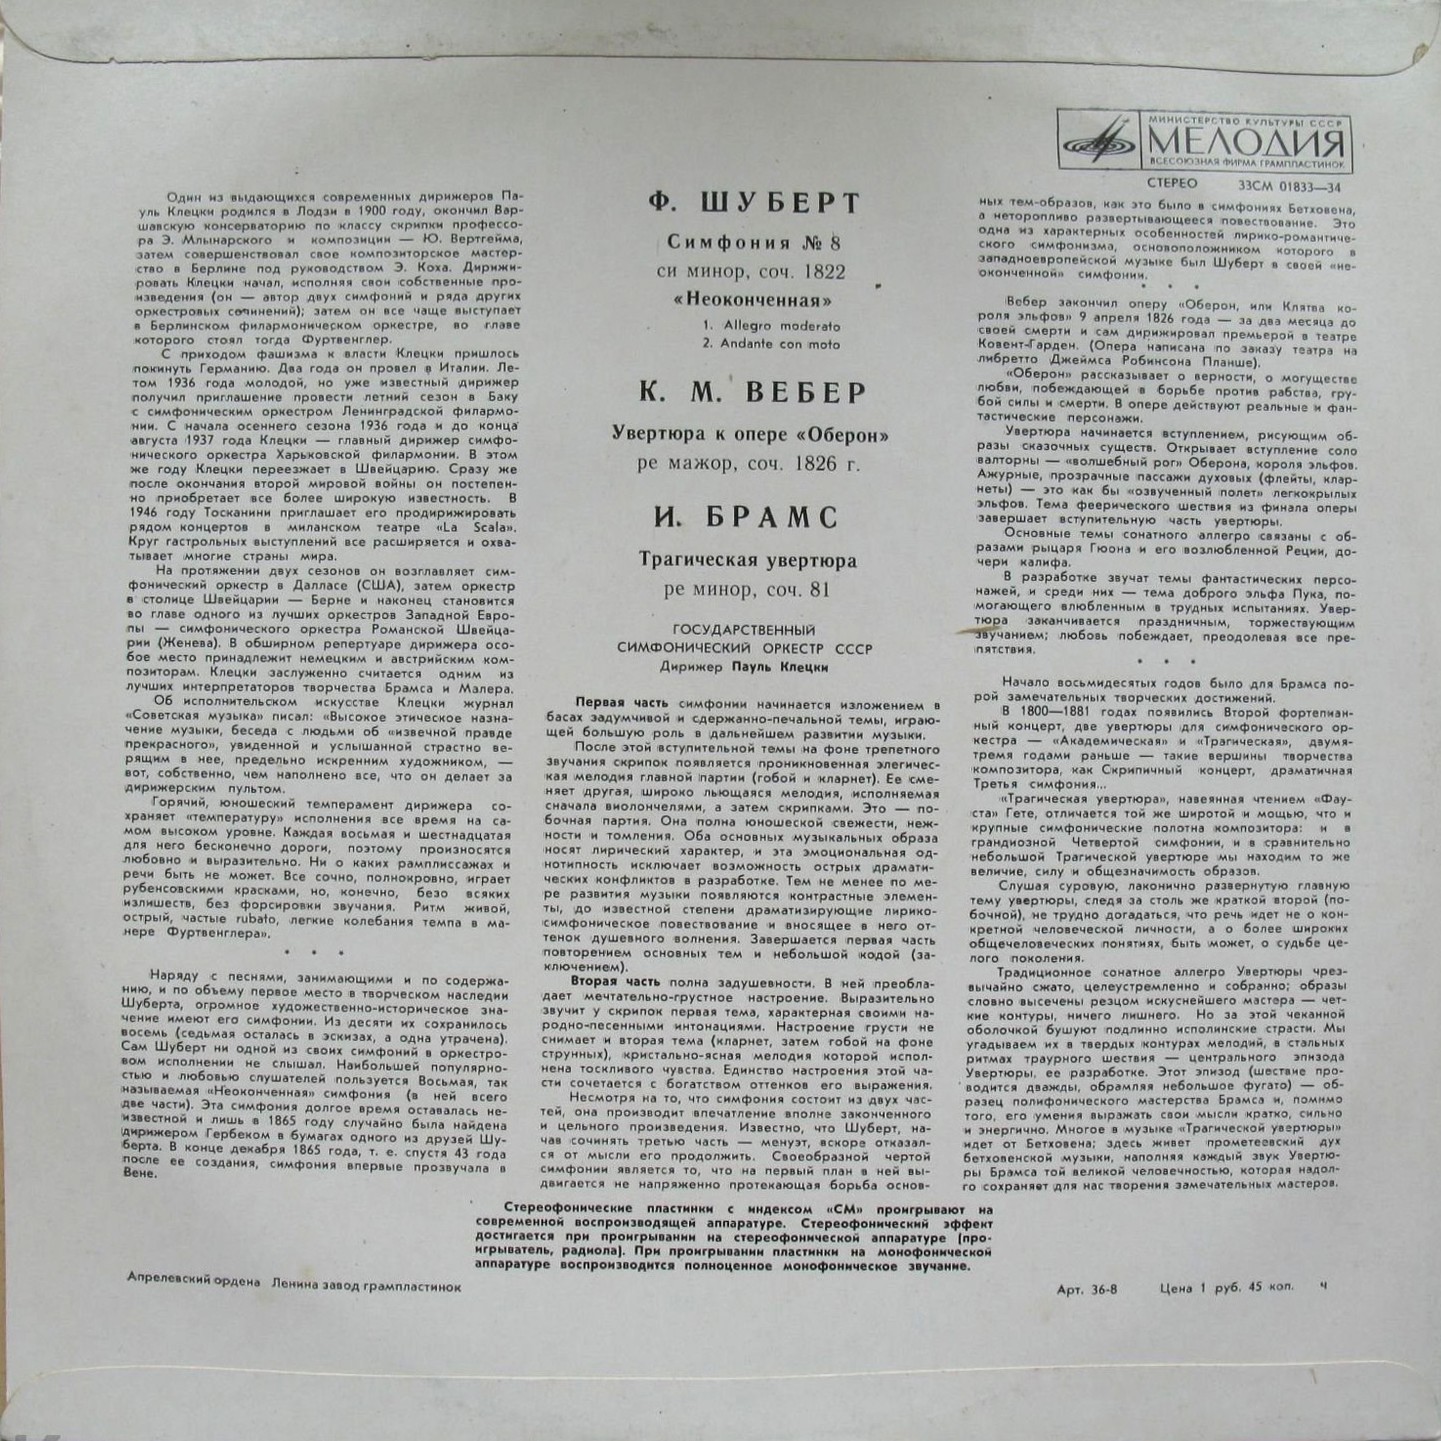 МИНИСТЕРСТВО КУЛЬТУРЫ СССР
МЕЛОДИЯ
ВСЕСОЮЗНАЯ ФИРМА ГРАМПЛАСТИНОК
СТЕРЕО 33СМ 01833—34
Один из выдающихся современных дирижеров Па-
уль Клецки родился в Лодзи в 1900 году, окончил Вар-
шавскую консерваторию по классу скрипки профессо-
ра Э. Млынарского и композиции — Ю. Вертгейма,
затем совершенствовал свое композиторское мастер-
ство в Берлине под руководством Э. Коха. Дирижи-
ровать Клецки начал, исполняя свои собственные про-
изведения (он — автор двух симфоний и ряда других
оркестровых сочинений); затем он все чаще выступает
в Берлинском филармоническом оркестре, во главе
которого стоял тогда Фуртвенглер.
С приходом фашизма к власти Клецки пришлось
покинуть Германию. Два года он провел в Италии. Ле-
том 1936 года молодой, но уже известный дирижер
получил приглашение провести летний сезон в Баку
с симфоническим оркестром Ленинградской филармо-
нии. С начала осеннего сезона 1936 года и до конца
августа 1937 года Клецки — главный дирижер симфо-
нического оркестра Харьковской филармонии. В этом
же году Клецки переезжает в Швейцарию. Сразу же
после окончания второй мировой войны он постепен-
но приобретает все более широкую известность. В
1946 году Тосканини приглашает его продирижировать
рядом концертов в миланском театре «La Scala».
Круг гастрольных выступлений все расширяется и охва-
тывает многие страны мира.
На протяжении двух сезонов он возглавляет сим-
фонический оркестр в Далласе (США), затем оркестр
в столице Швейцарии — Берне и наконец становится
во главе одного из лучших оркестров Западной Евро-
пы — симфонического оркестра Романской Швейца-
рии (Женева). В обширном репертуаре дирижера осо-
бое место принадлежит немецким и австрийским ком-
позиторам. Клецки заслуженно считается одним из
лучших интерпретаторов творчества Брамса и Малера.
Об исполнительском искусстве Клецки журнал
«Советская музыка» писал: «Высокое этическое назна-
чение музыки, беседа с людьми об «извечной правде
прекрасного», увиденной и услышанной страстно ве-
рящим в нее, предельно искренним художником, —
вот, собственно, чем наполнено все, что он делает за
дирижерским пультом.
Горячий, юношеский темперамент дирижера со-
храняет «температуру» исполнения все время на са-
мом высоком уровне. Каждая восьмая и шестнадцатая
для него бесконечно дороги, поэтому произносятся
любовно и выразительно. Ни о каких рамплиссажах и
речи быть не может. Все сочно, полнокровно, играет
рубенсовскими красками, но, конечно, безо всяких
излишеств, без форсировки звучания. Ритм живой,
острый, частые rubato, легкие колебания темпа в ма-
нере Фуртвенглера».
* * *
Наряду с песнями, занимающими и по содержа-
нию, и по объему первое место в творческом наследии
Шуберта, огромное художественно-историческое зна-
чение имеют его симфонии. Из десяти их сохранилось
восемь (седьмая осталась в эскизах, а одна утрачена).
Сам Шуберт ни одной из своих симфоний в оркестро-
вом исполнении не слышал. Наибольшей популярно-
стью и любовью слушателей пользуется Восьмая, так
называемая «Неоконченная» симфония (в ней всего
две части). Эта симфония долгое время оставалась не-
известной и лишь в 1865 году случайно была найдена
дирижером Гербеком в бумагах одного из друзей Шу-
берта. В конце декабря 1865 года, т. е. спустя 43 года
после ее создания, симфония впервые прозвучала в
Вене.
Ф. ШУБЕРТ
Симфония № 8
си минор, соч. 1822
«Неоконченная»
1. Allegro moderato
2. Andante con moto
К. М. ВЕБЕР
Увертюра к опере «Оберон»
ре мажор, соч. 1826 г.
И. БРАМС
Трагическая увертюра
ре минор, соч. 81
ГОСУДАРСТВЕННЫЙ
СИМФОНИЧЕСКИЙ ОРКЕСТР СССР
Дирижер Пауль Клецки
Первая часть симфонии начинается изложением в
басах задумчивой и сдержанно-печальной темы, играю-
щей большую роль в дальнейшем развитии музыки.
После этой вступительной темы на фоне трепетного
звучания скрипок появляется проникновенная элегичес-
кая мелодия главной партии (гобой и кларнет). Ее сме-
няет другая, широко льющаяся мелодия, исполняемая
сначала виолончелями, а затем скрипками. Это — по-
бочная партия. Она полна юношеской свежести, неж-
ности и томления. Оба основных музыкальных образа
носят лирический характер, и эта эмоциональная од-
нотипность исключает возможность острых драмати-
ческих конфликтов в разработке. Тем не менее по ме-
ре развития музыки появляются контрастные элемен-
ты, до известной степени драматизирующие лирико-
симфоническое повествование и вносящее в него от-
тенок душевного волнения. Завершается первая часть
повторением основных тем и небольшой кодой (за-
ключением).
Вторая часть полна задушевности. В ней преобла-
дает мечтательно-грустное настроение. Выразительно
звучит у скрипок первая тема, характерная своими на-
родно-песенными интонациями. Настроение грусти не
снимает и вторая тема (кларнет, затем гобой на фоне
струнных), кристально-ясная мелодия которой испол-
нена тоскливого чувства. Единство настроения этой ча-
сти сочетается с богатством оттенков его выражения.
Несмотря на то, что симфония состоит из двух час-
тей, она производит впечатление вполне законченного
и цельного произведения. Известно, что Шуберт, на-
чав сочинять третью часть — менуэт, вскоре отказал-
ся от мысли его продолжить. Своеобразной чертой
симфонии является то, что на первый план в ней вы-
двигается не напряженно протекающая борьба основ-
ных тем-образов, как это было в симфониях Бетховена,
а неторопливо развертывающееся повествование. Это
одна из характерных особенностей лирико-романтиче-
ского симфонизма, основоположником которого в
западноевропейской музыке был Шуберт в своей «не-
оконченной» симфонии.
* * *
Вебер закончил оперу «Оберон, или Клятва ко-
роля эльфов» 9 апреля 1826 года — за два месяца до
своей смерти и сам дирижировал премьерой в театре
Ковент-Гарден. (Опера написана по заказу театра на
либретто Джеймса Робинсона Планше).
«Оберон» рассказывает о верности, о могуществе
любви, побеждающей в борьбе против рабства, гру-
бой силы и смерти. В опере действуют реальные и фан-
тастические персонажи.
Увертюра начинается вступлением, рисующим об-
разы сказочных существ. Открывает вступление соло
валторны — «волшебный рог» Оберона, короля эльфов.
Ажурные, прозрачные пассажи духовых (флейты, клар-
неты) — это как бы «озвученный полет» легкокрылых
эльфов. Тема феерического шествия из финала оперы
завершает вступительную часть увертюры.
Основные темы сонатного аллегро связаны с об-
разами рыцаря Гюона и его возлюбленной Реции, до-
чери калифа.
В разработке звучат темы фантастических персо-
нажей, и среди них — тема доброго эльфа Пука, по-
могающего влюбленным в трудных испытаниях. Увер-
тюра заканчивается праздничным, торжествующим
звучанием; любовь побеждает, преодолевая все пре-
пятствия.
* * *
Начало восьмидесятых годов было для Брамса по-
рой замечательных творческих достижений.
В 1800—1881 годах появились Второй фортепиан-
ный концерт, две увертюры для симфонического ор-
кестра — «Академическая» и «Трагическая», двумя-
тремя годами раньше — такие вершины творчества
композитора, как Скрипичный концерт, драматичная
Третья симфония...
«Трагическая увертюра», навеянная чтением «Фау-
ста» Гете, отличается той же широтой и мощью, что и
крупные симфонические полотна композитора: и в
грандиозной Четвертой симфонии, и в сравнительно
небольшой Трагической увертюре мы находим то же
величие, силу и общезначимость образов.
Слушая суровую, лаконично развернутую главную
тему увертюры, следя за столь же краткой второй (по-
бочной), не трудно догадаться, что речь идет не о кон-
кретной человеческой личности, а о более широких
общечеловеческих понятиях, быть может, о судьбе це-
лого поколения.
Традиционное сонатное аллегро Увертюры чрез-
вычайно сжато, целеустремленно и собранно; образы
словно высечены резцом искуснейшего мастера — чет-
кие контуры, ничего лишнего. Но за этой чеканной
оболочкой бушуют подлинно исполинские страсти. Мы
угадываем их в твердых контурах мелодий, в стальных
ритмах траурного шествия — центрального эпизода
Увертюры, ее разработке. Этот эпизод (шествие про-
водится дважды, обрамляя небольшое фугато) — об-
разец полифонического мастерства Брамса и, помимо
того, его умения выражать свои мысли кратко, сильно
и энергично. Многое в музыке «Трагической увертюры»
идет от Бетховена; здесь живет прометеевский дух
бетховенской музыки, наполняя каждый звук Увертю-
ры Брамса той великой человечностью, которая надол-
го сохраняет для нас творения замечательных мастеров.
Стереофонические пластинки с индексом «СМ» проигрывают на
современной воспроизводящей аппаратуре. Стереофонический эффект
достигается при проигрывании на стереофонической аппаратуре (про-
игрыватель, радиола). При проигрывании пластинки на монофонической
аппаратуре воспроизводится полноценное монофоническое звучание.
Апрелевский ордена Ленина завод грампластинок
Арт. 36-8 Цена 1 руб. 45 коп. Ч